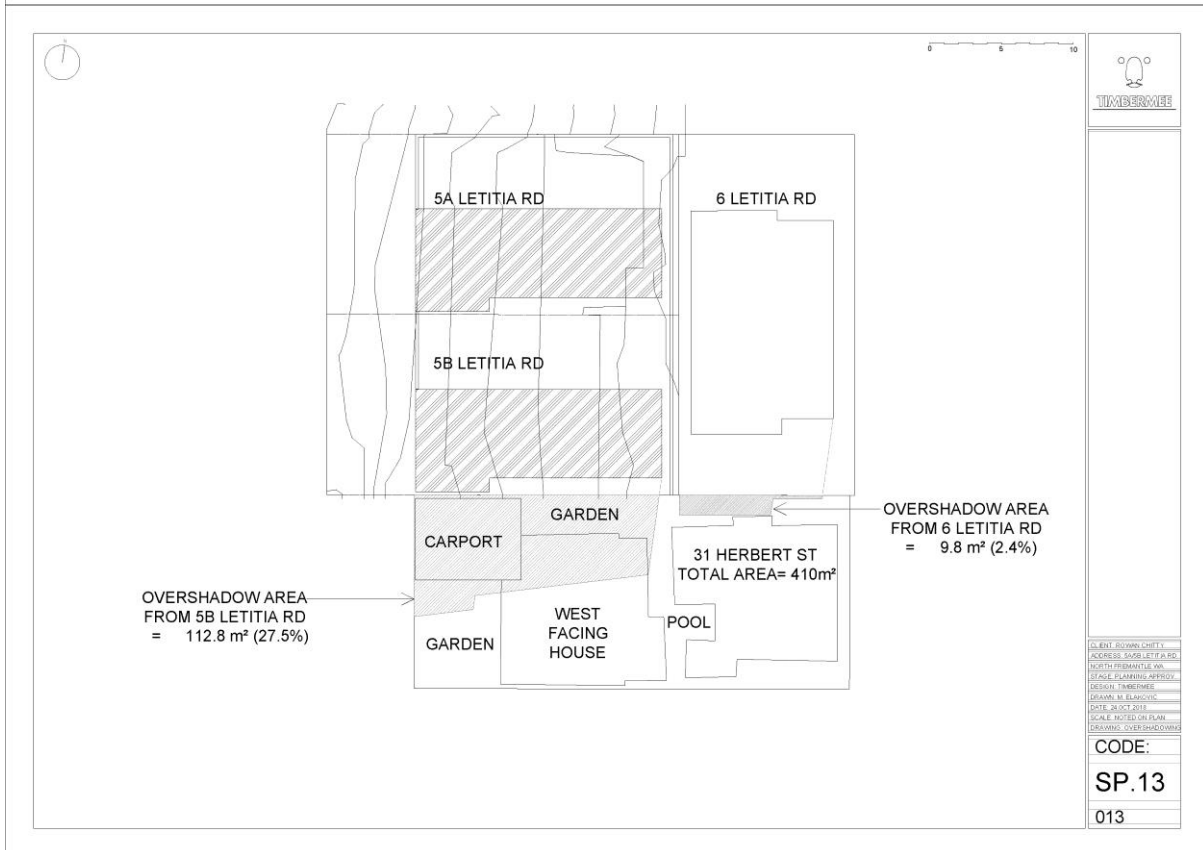 N
0 5 10
TIMBERMEE
5A LETITIA RD
6 LETITIA RD
5B LETITIA RD
GARDEN
CARPORT
OVERSHADOW AREA
FROM 6 LETITIA RD
= 9.8 m² (2.4%)
31 HERBERT ST
TOTAL AREA= 410m²
OVERSHADOW AREA
FROM 5B LETITIA RD
= 112.8 m² (27.5%)
WEST
FACING
HOUSE
POOL
GARDEN
CLIENT: ROWAN CHITTY
ADDRESS: 5A/5B LETITIA RD
NORTH FREMANTLE WA
STAGE: PLANNING APPROV
DESIGN: TIMBERMEE
DRAWN: M. ELAKOVIC
DATE: 24 OCT 2018
SCALE: NOTED ON PLAN
DRAWING: OVERSHADOWING
CODE:
SP.13
013